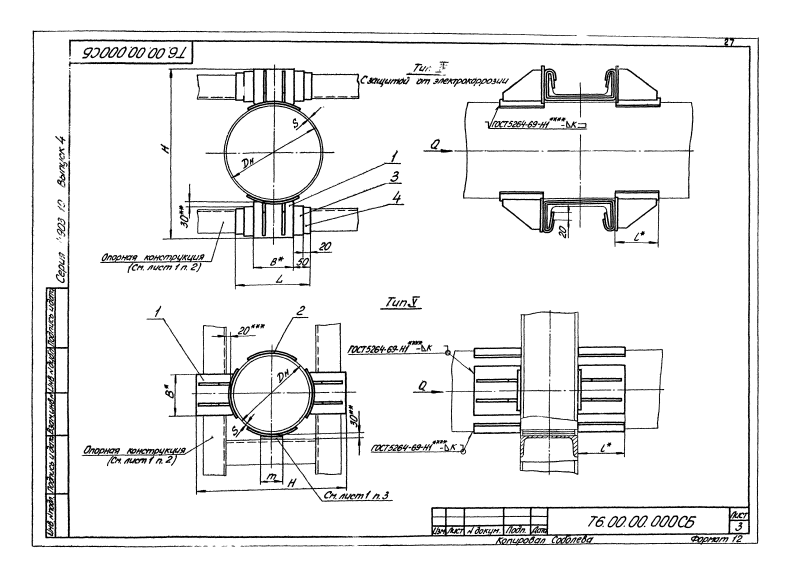 27
Т6.00.00.000СБ
Тип IV
С защитой от электрокоррозии
ГОСТ5264-69-Н1****-⊿К
Q
H
S
Dн
1
3
4
30**
20
B*
50
L
20
L*
Опорная конструкция
(См. лист 1 п. 2)
Тип V
1
2
20***
ГОСТ5264-69-Н1****-⊿К
Dн
B*
Q
S
30**
ГОСТ5264-69-Н1****-⊿К
L*
m
H
Опорная конструкция
(См. лист 1 п. 2)
См. лист 1 п. 3
Серия 4.903-10 Выпуск 4
Инв. № подл. Подпись и дата Взам. инв. № Инв. № дубл. Подпись и дата
Изм. Лист № докум. Подп. Дата
Т6.00.00.000СБ
Лист
3
Копировал Соболева
Формат 12